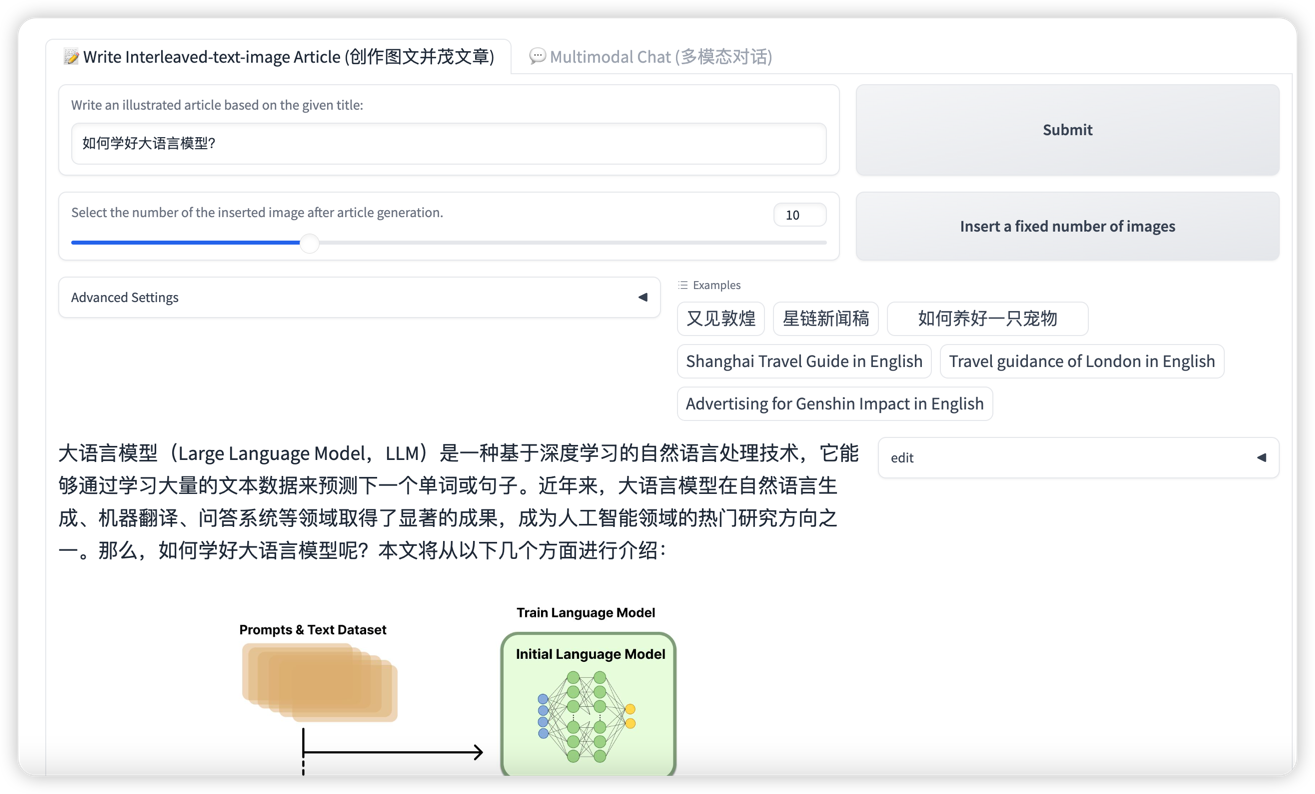 📝 Write Interleaved-text-image Article (创作图文并茂文章)
💬 Multimodal Chat (多模态对话)
Write an illustrated article based on the given title:
如何学好大语言模型?
Submit
Select the number of the inserted image after article generation.
10
Insert a fixed number of images
Advanced Settings
Examples
又见敦煌
星链新闻稿
如何养好一只宠物
Shanghai Travel Guide in English
Travel guidance of London in English
Advertising for Genshin Impact in English
大语言模型（Large Language Model，LLM）是一种基于深度学习的自然语言处理技术，它能
够通过学习大量的文本数据来预测下一个单词或句子。近年来，大语言模型在自然语言生
成、机器翻译、问答系统等领域取得了显著的成果，成为人工智能领域的热门研究方向之
一。那么，如何学好大语言模型呢？本文将从以下几个方面进行介绍：
edit
Prompts & Text Dataset
Train Language Model
Initial Language Model